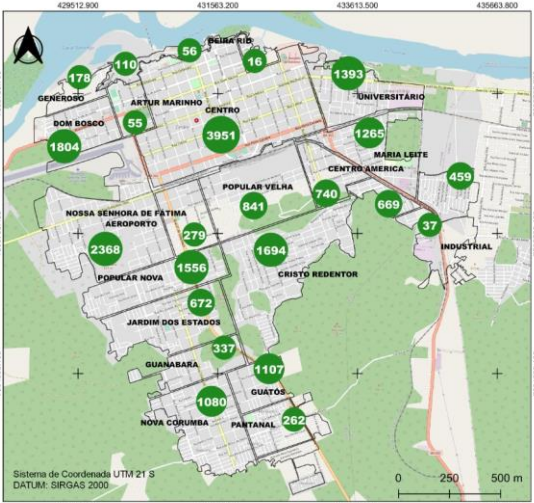 429512.900 431563.200 433613.500 435663.800
BEIRA RIO
56
16
110
178
1393
GENEROSO
ARTUR MARINHO
UNIVERSITÁRIO
CENTRO
DOM BOSCO
55
3951
1265
1804
MARIA LEITE
CENTRO AMERICA
459
POPULAR VELHA
740
841
669
NOSSA SENHORA DE FÁTIMA
AEROPORTO
37
279
2368
1694
INDUSTRIAL
1556
POPULAR NOVA
CRISTO REDENTOR
672
JARDIM DOS ESTADOS
337
GUANABARA
1107
GUATÓS
1080
NOVA CORUMBA
PANTANAL
262
Sistema de Coordenada UTM 21 S
DATUM: SIRGAS 2000
0 250 500 m